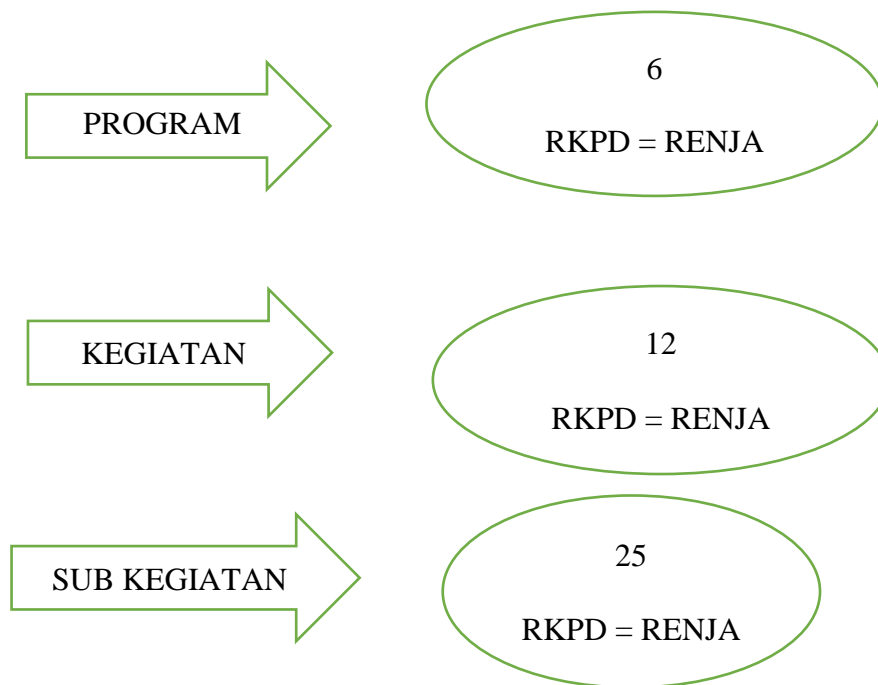 PROGRAM
6
RKPD = RENJA
KEGIATAN
12
RKPD = RENJA
SUB KEGIATAN
25
RKPD = RENJA